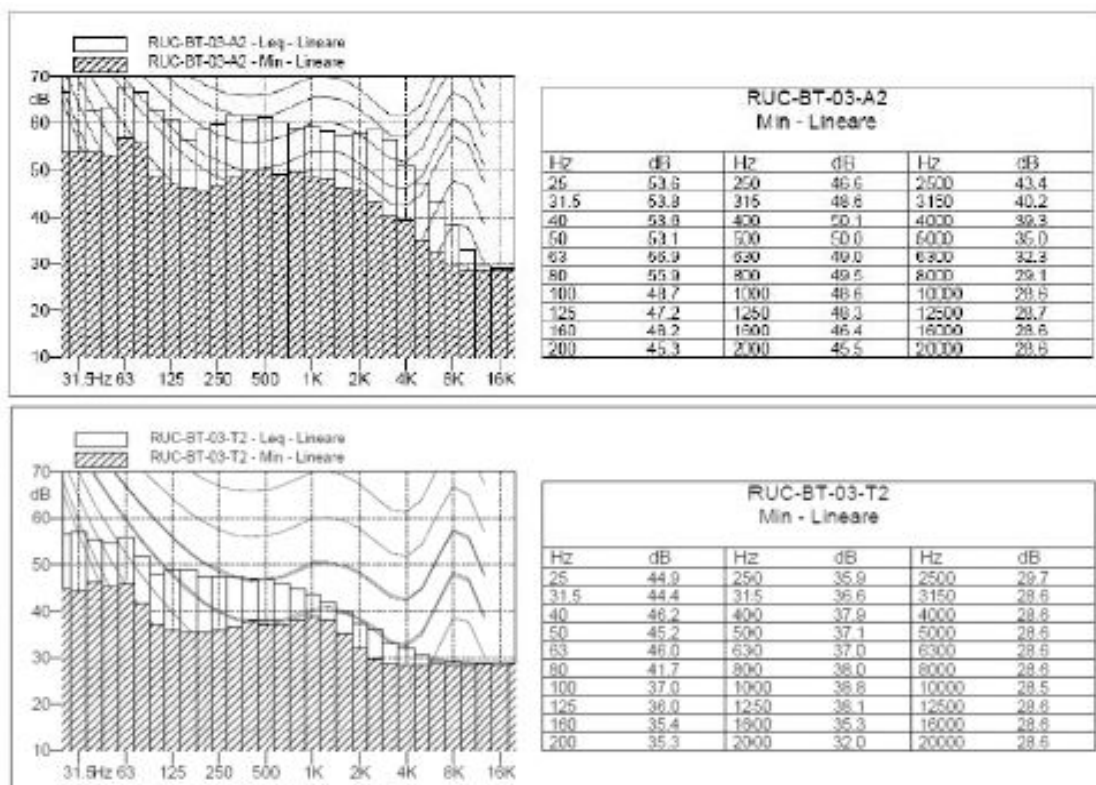 RUC-BT-03-A2 - Leq - Lineare
RUC-BT-03-A2 - Min - Lineare
70
dB
60
50
40
30
20
10
31.5Hz 63 125 250 500 1K 2K 4K 8K 16K
RUC-BT-03-A2
Min - Lineare
Hz dB Hz dB Hz dB
25 53.6 250 46.6 2500 43.4
31.5 53.8 315 48.6 3150 40.2
40 53.8 400 50.1 4000 39.3
50 53.1 500 50.0 5000 35.0
63 56.9 630 49.0 6300 32.3
80 55.9 800 49.5 8000 29.1
100 48.7 1000 48.6 10000 28.6
125 47.2 1250 48.3 12500 28.7
160 46.2 1600 46.4 16000 28.6
200 45.3 2000 45.5 20000 28.6
RUC-BT-03-T2 - Leq - Lineare
RUC-BT-03-T2 - Min - Lineare
70
dB
60
50
40
30
20
10
31.5Hz 63 125 250 500 1K 2K 4K 8K 16K
RUC-BT-03-T2
Min - Lineare
Hz dB Hz dB Hz dB
25 44.9 250 35.9 2500 29.7
31.5 44.4 315 36.6 3150 28.6
40 46.2 400 37.9 4000 28.6
50 45.2 500 37.1 5000 28.6
63 46.0 630 37.0 6300 28.6
80 41.7 800 38.0 8000 28.6
100 37.0 1000 38.8 10000 28.5
125 36.0 1250 38.1 12500 28.6
160 35.4 1600 35.3 16000 28.6
200 35.3 2000 32.0 20000 28.6